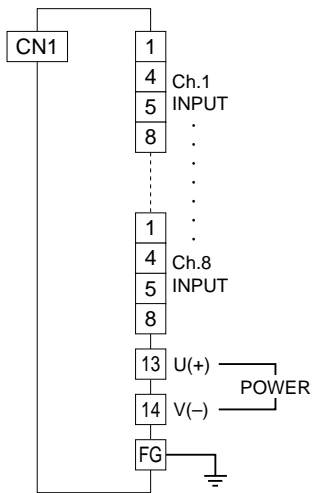 CN1
1
4
5
8
Ch.1
INPUT
1
4
5
8
Ch.8
INPUT
13 U(+)
POWER
14 V(–)
FG